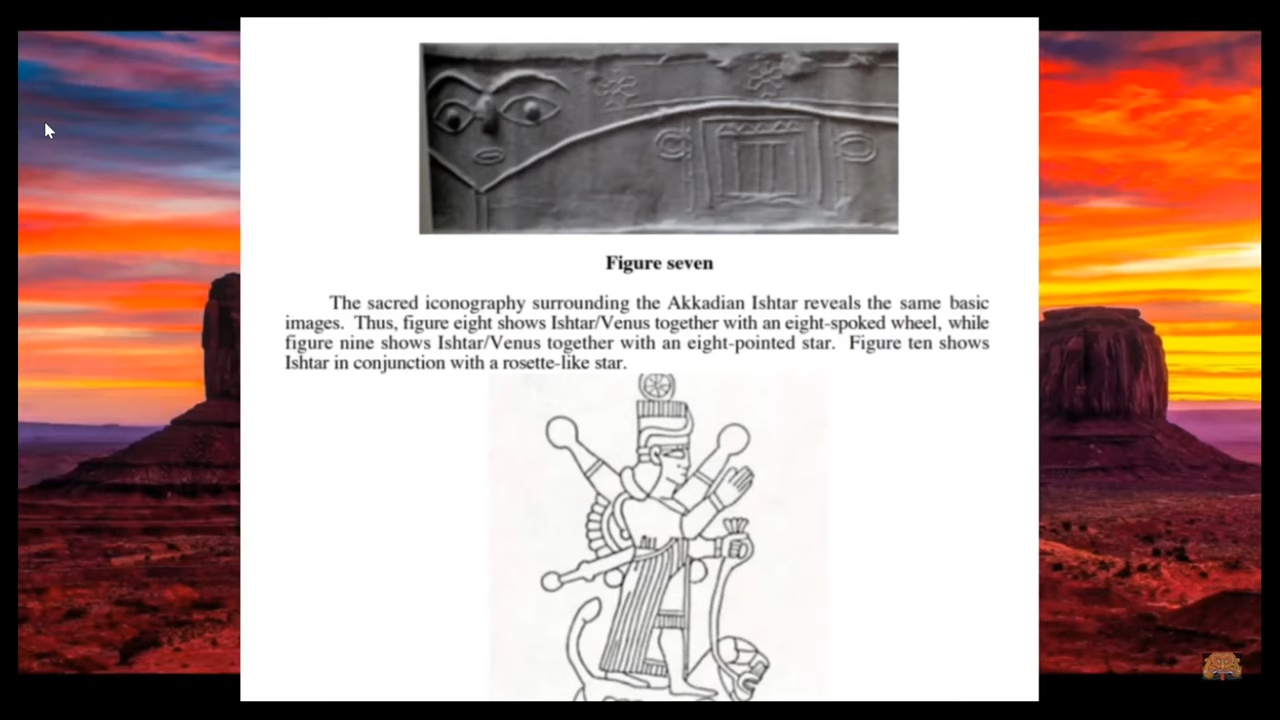 Figure seven
The sacred iconography surrounding the Akkadian Ishtar reveals the same basic
images. Thus, figure eight shows Ishtar/Venus together with an eight-spoked wheel, while
figure nine shows Ishtar/Venus together with an eight-pointed star. Figure ten shows
Ishtar in conjunction with a rosette-like star.